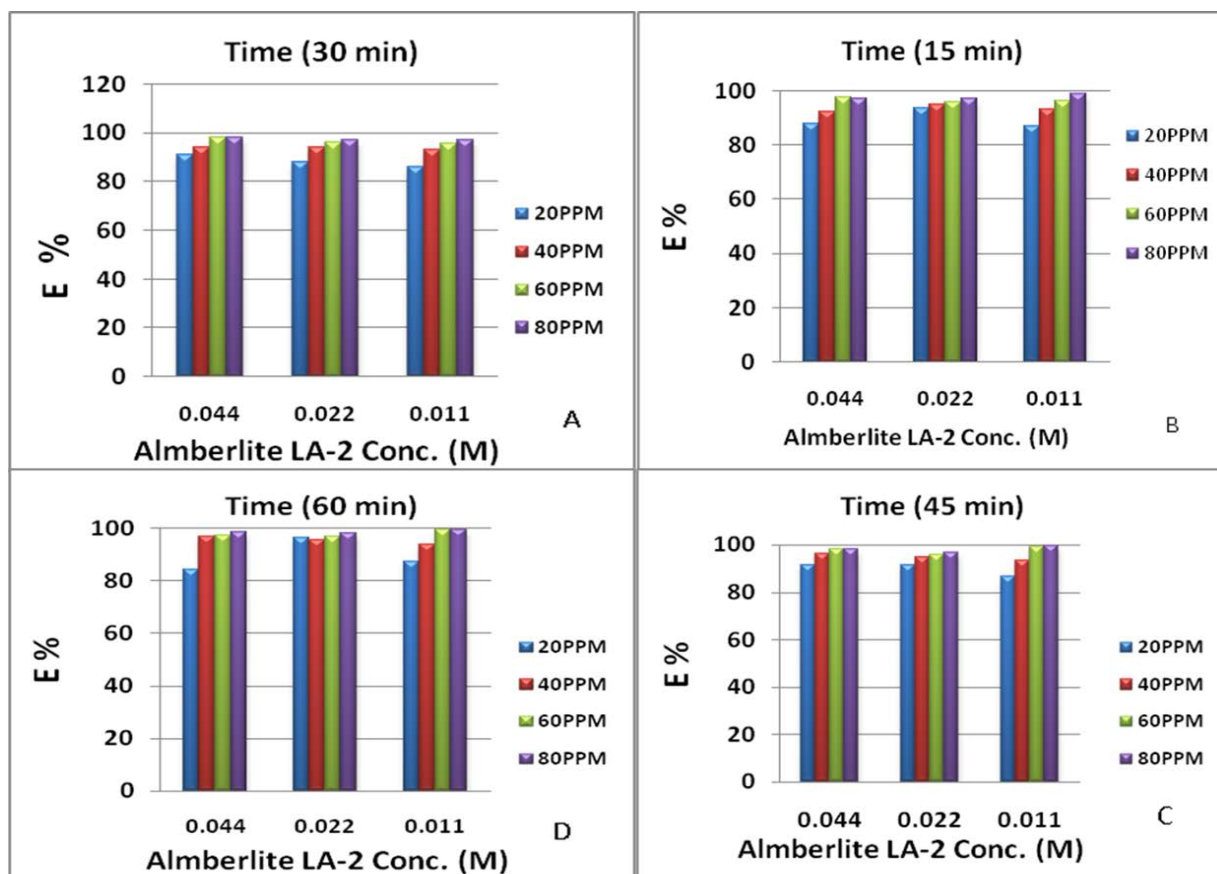 Time (30 min)
120
100
80
60
40
20
0
E %
0.044 0.022 0.011
Almberlite LA-2 Conc. (M)
20PPM
40PPM
60PPM
80PPM
A
Time (15 min)
100
80
60
40
20
0
E %
0.044 0.022 0.011
Almberlite LA-2 Conc. (M)
20PPM
40PPM
60PPM
80PPM
B
Time (60 min)
100
80
60
40
20
0
E %
0.044 0.022 0.011
Almberlite LA-2 Conc. (M)
20PPM
40PPM
60PPM
80PPM
D
Time (45 min)
100
80
60
40
20
0
E %
0.044 0.022 0.011
Almberlite LA-2 Conc. (M)
20PPM
40PPM
60PPM
80PPM
C